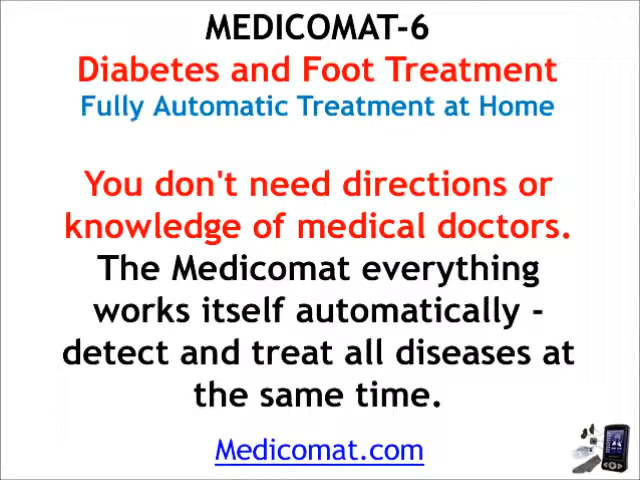 MEDICOMAT-6
Diabetes and Foot Treatment
Fully Automatic Treatment at Home
You don't need directions or
knowledge of medical doctors.
The Medicomat everything
works itself automatically -
detect and treat all diseases at
the same time.
Medicomat.com